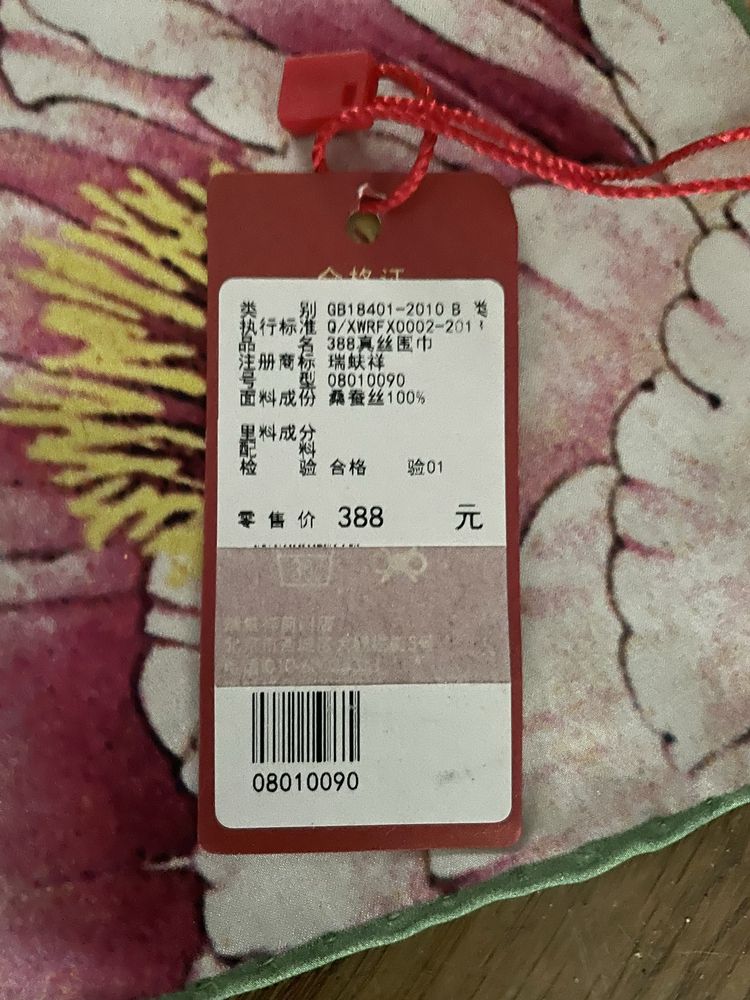 合格证
类 别 GB18401-2010 B 类
执行标准 Q/XWRFX0002-201
品 名 388真丝围巾
注册商标 瑞蚨祥
号 型 08010090
面料成份 桑蚕丝100%
里料成分
配 料
检 验 合格 验01
零售价 388 元
08010090